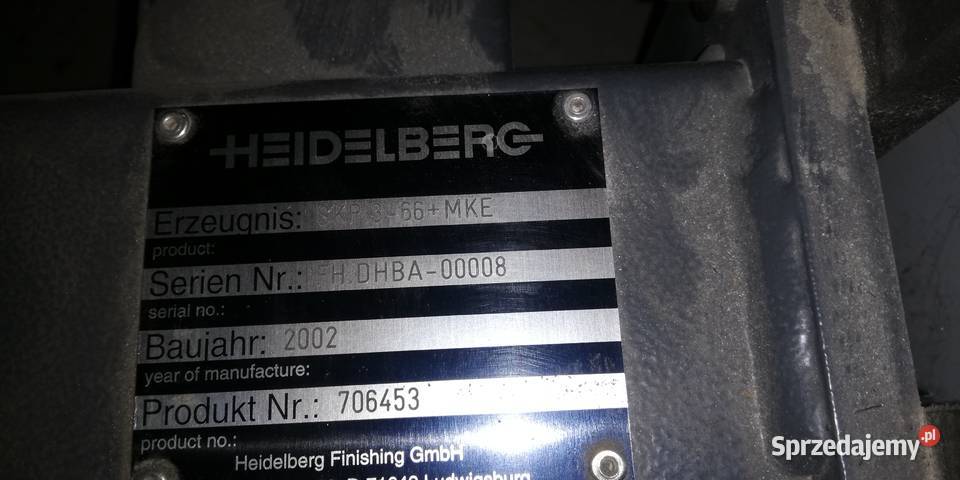 HEIDELBERG
Erzeugnis: 3-66+MKE
product:
Serien Nr.: FH.DHBA-00008
serial no.:
Baujahr: 2002
year of manufacture:
Produkt Nr.: 706453
product no.:
Heidelberg Finishing GmbH
Ludwigsburg
Sprzedajemy.pl